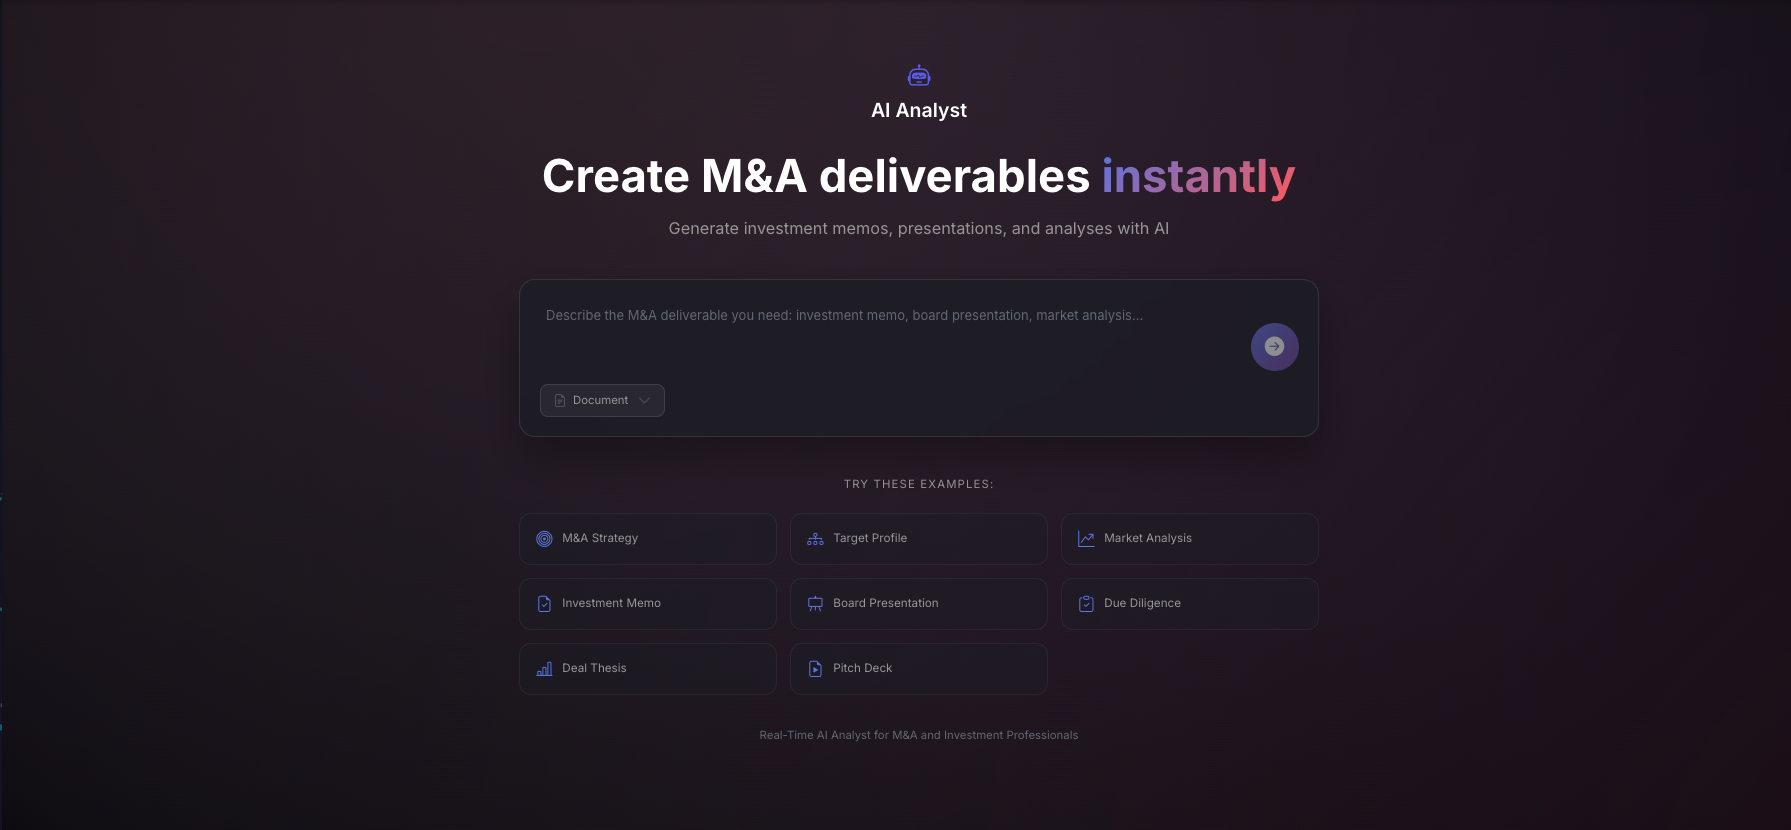 AI Analyst
Create M&A deliverables instantly
Generate investment memos, presentations, and analyses with AI
Describe the M&A deliverable you need: investment memo, board presentation, market analysis...
Document
TRY THESE EXAMPLES:
M&A Strategy
Target Profile
Market Analysis
Investment Memo
Board Presentation
Due Diligence
Deal Thesis
Pitch Deck
Real-Time AI Analyst for M&A and Investment Professionals